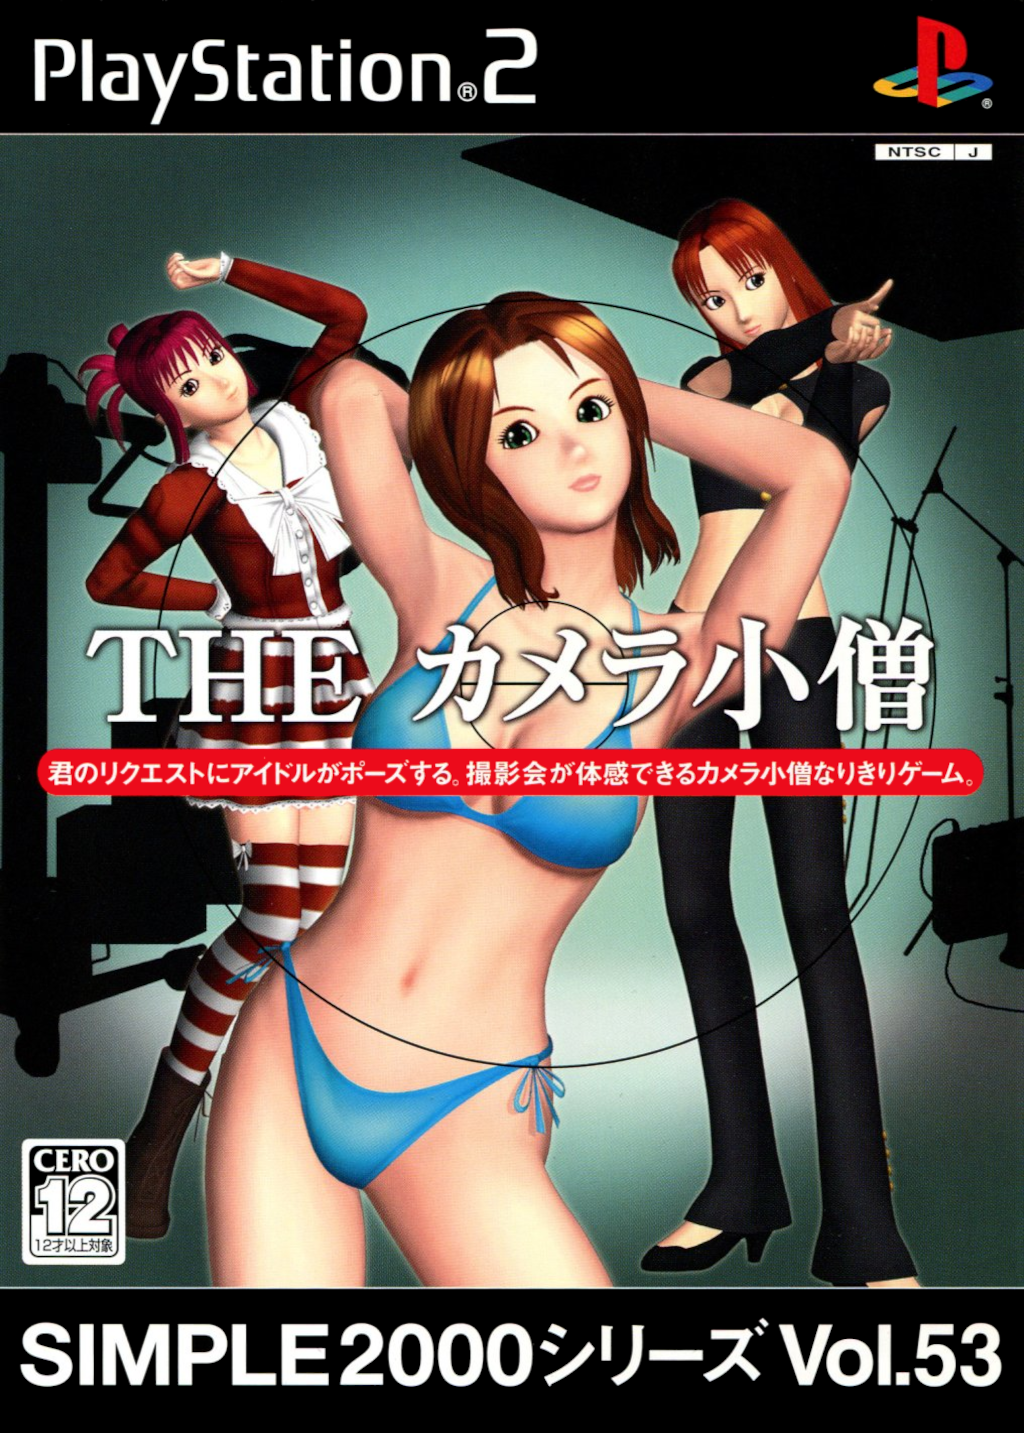 PlayStation®2
NTSC J
THE カメラ小僧
君のリクエストにアイドルがポーズする。撮影会が体感できるカメラ小僧なりきりゲーム。
CERO
12
12才以上対象
SIMPLE2000シリーズ Vol.53